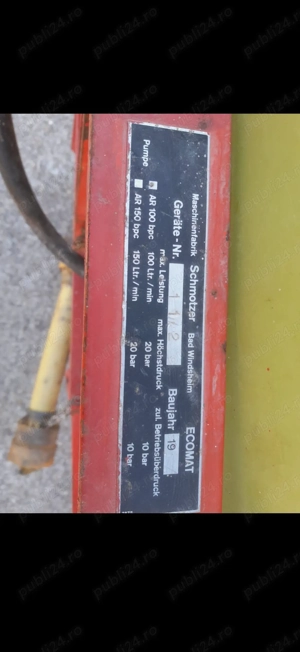 Maschinenfabrik Schmotzer Bad Windsheim ECOMAT
Geräte-Nr. Baujahr 19
max. Leistung max. Höchstdruck zul. Betriebsüberdruck
Pumpe AR 100 bpc 100 Ltr./min 20 bar 10 bar
AR 150 bpc 150 Ltr./min 20 bar 10 bar
publi24.ro